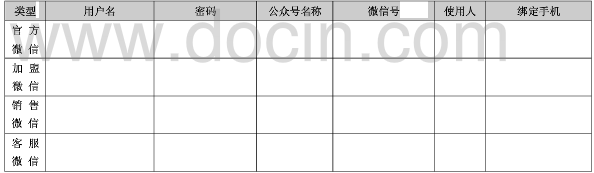 类型 用户名 密码 公众号名称 微信号 使用人 绑定手机
官 方
微 信
加 盟
微 信
销 售
微 信
客 服
微 信
www.docin.com